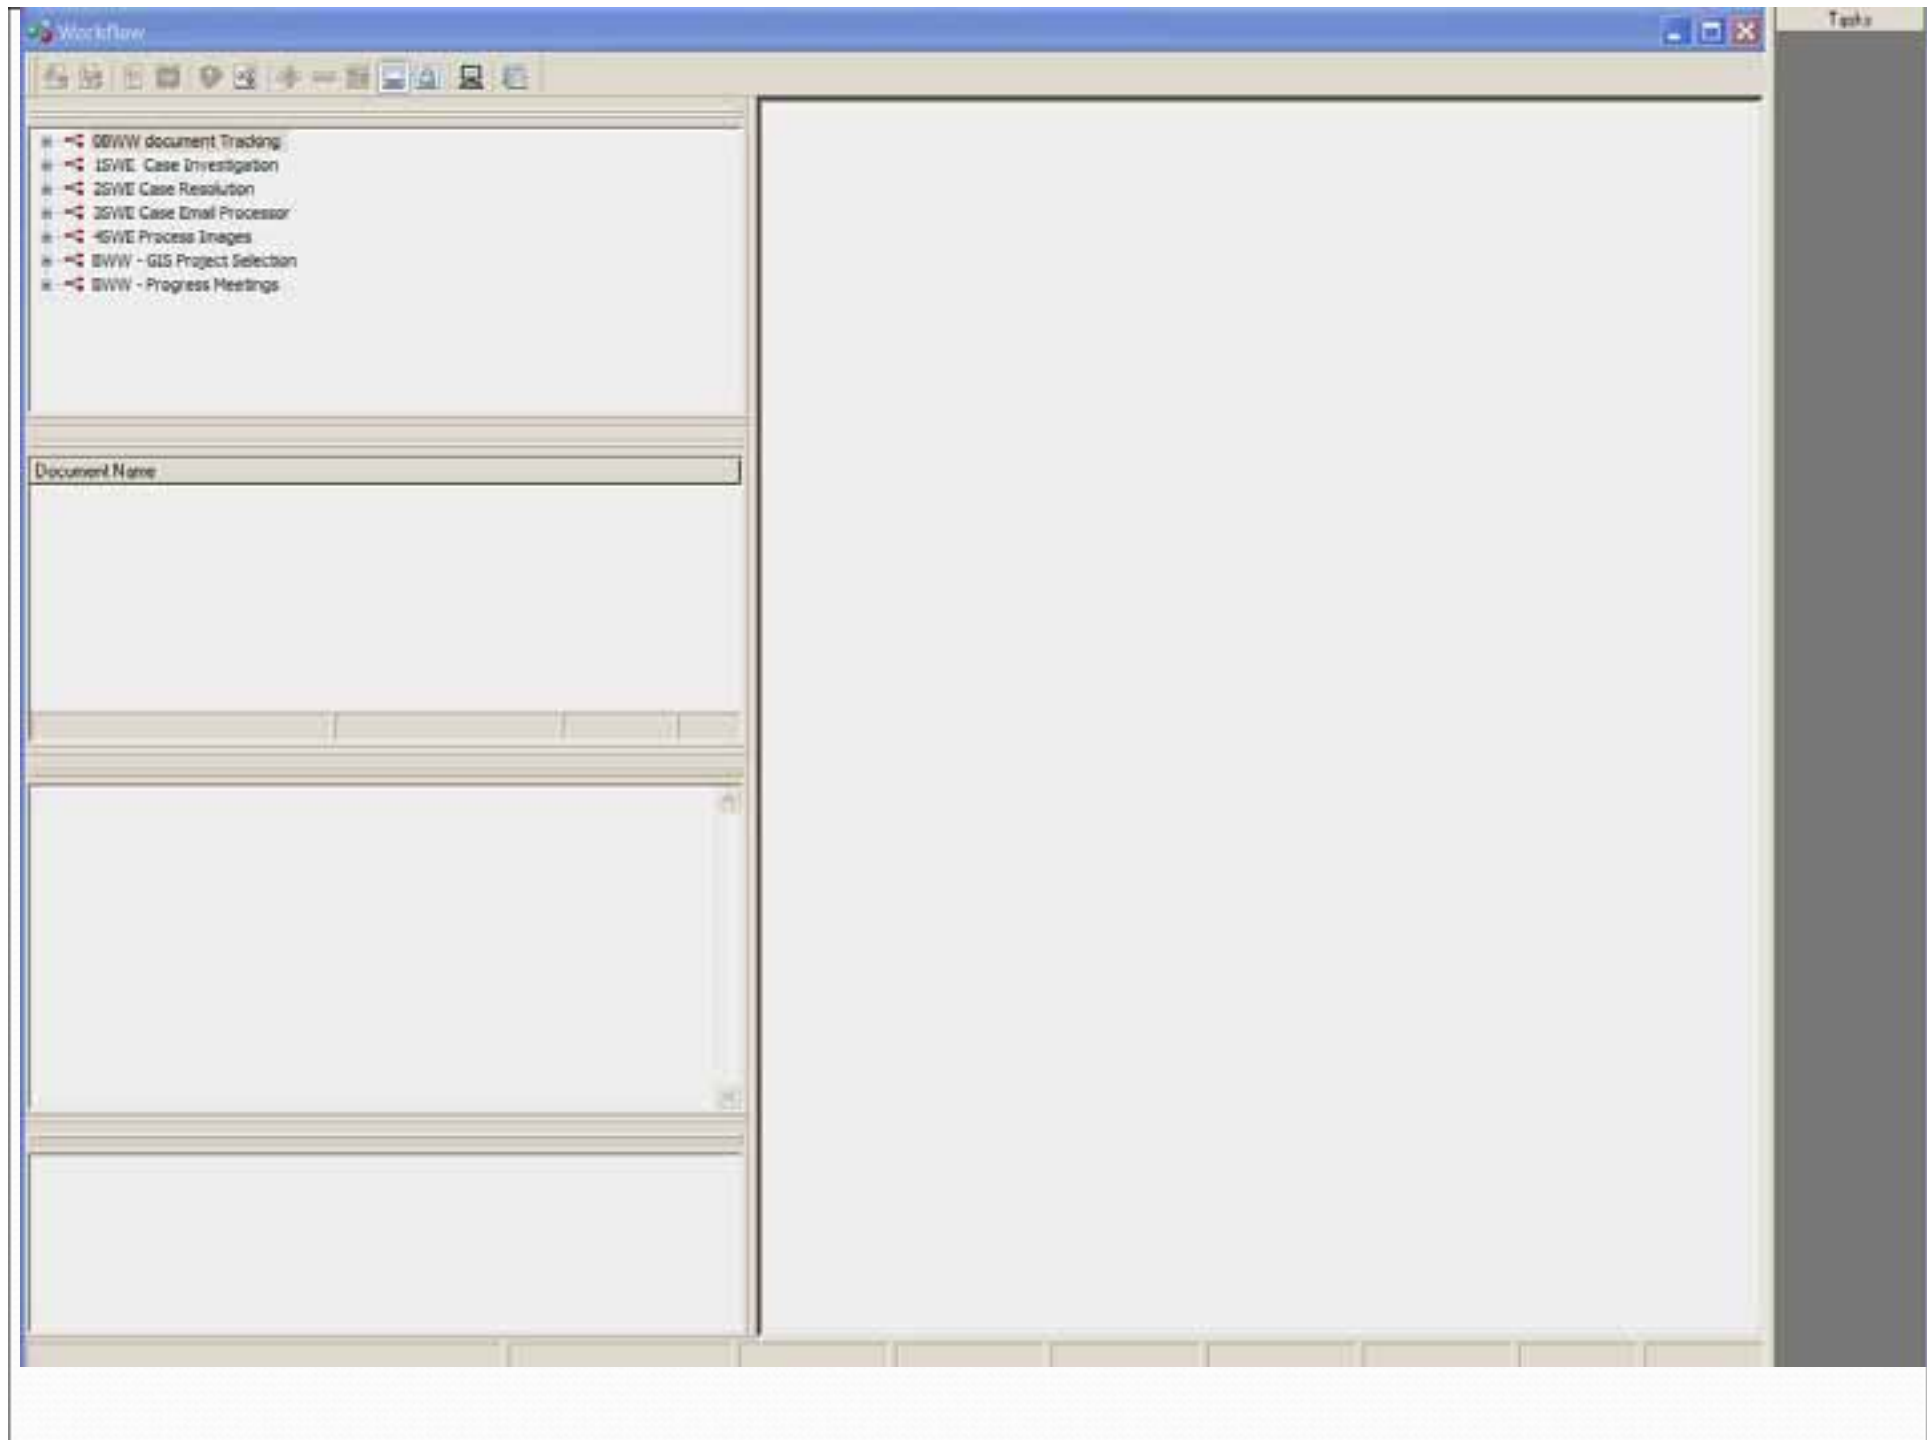 Workflow
Tasks
0BWW document Tracking
1SWE Case Investigation
2SWE Case Resolution
3SWE Case Email Processor
4SWE Process Images
BWW - GIS Project Selection
BWW - Progress Meetings
Document Name